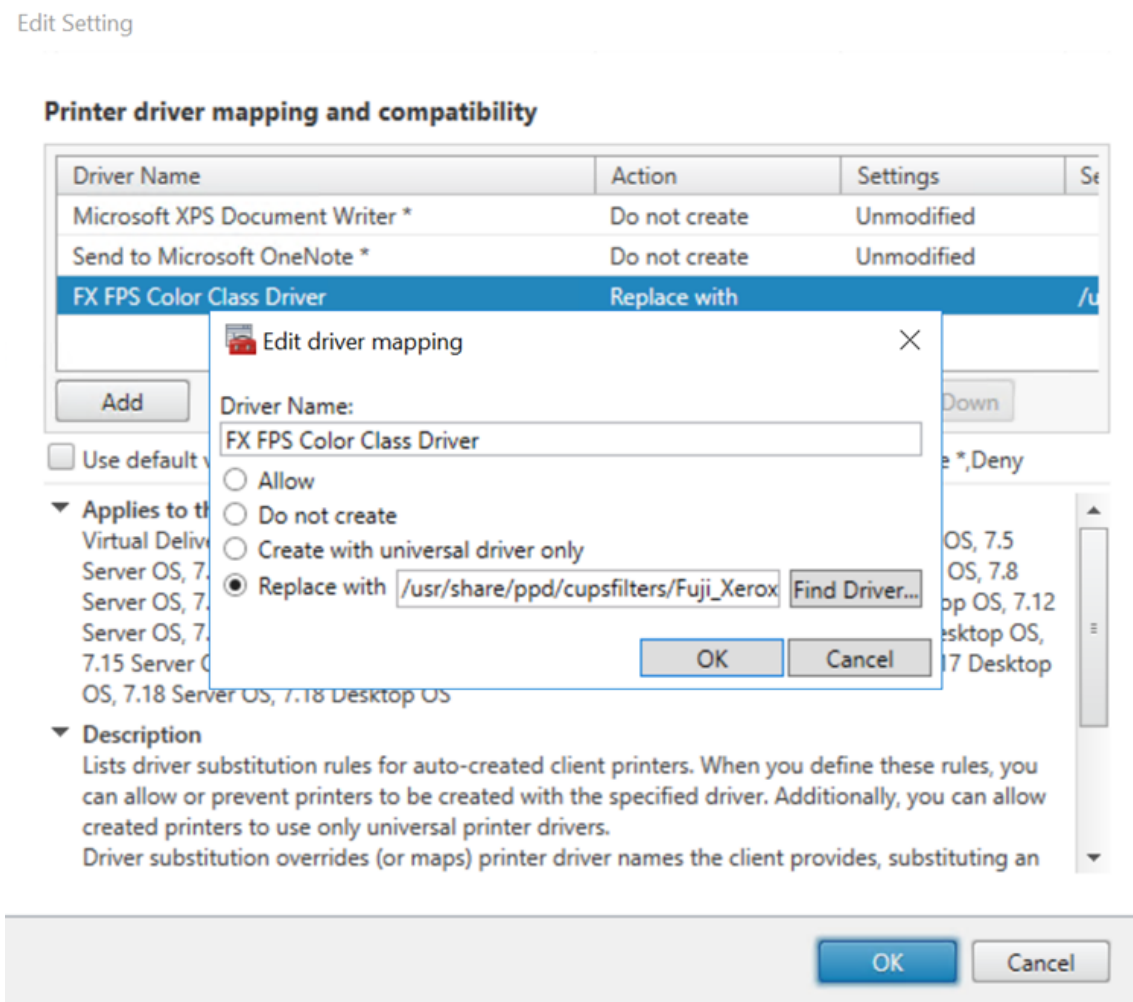 Edit Setting
Printer driver mapping and compatibility
Driver Name Action Settings
Microsoft XPS Document Writer * Do not create Unmodified
Send to Microsoft OneNote * Do not create Unmodified
FX FPS Color Class Driver Replace with /u
Edit driver mapping
Add Down
Driver Name:
FX FPS Color Class Driver
Use default *,Deny
Allow
Applies to
Do not create
Virtual OS, 7.5
Create with universal driver only
Server OS, OS, 7.8
Replace with /usr/share/ppd/cupsfilters/Fuji_Xerox Find Driver...
Server OS, OS, 7.12
Server OS, OS,
OK Cancel
7.15 Server 7 Desktop
OS, 7.18 Server OS, 7.18 Desktop OS
Description
Lists driver substitution rules for auto-created client printers. When you define these rules, you
can allow or prevent printers to be created with the specified driver. Additionally, you can allow
created printers to use only universal printer drivers.
Driver substitution overrides (or maps) printer driver names the client provides, substituting an
OK Cancel